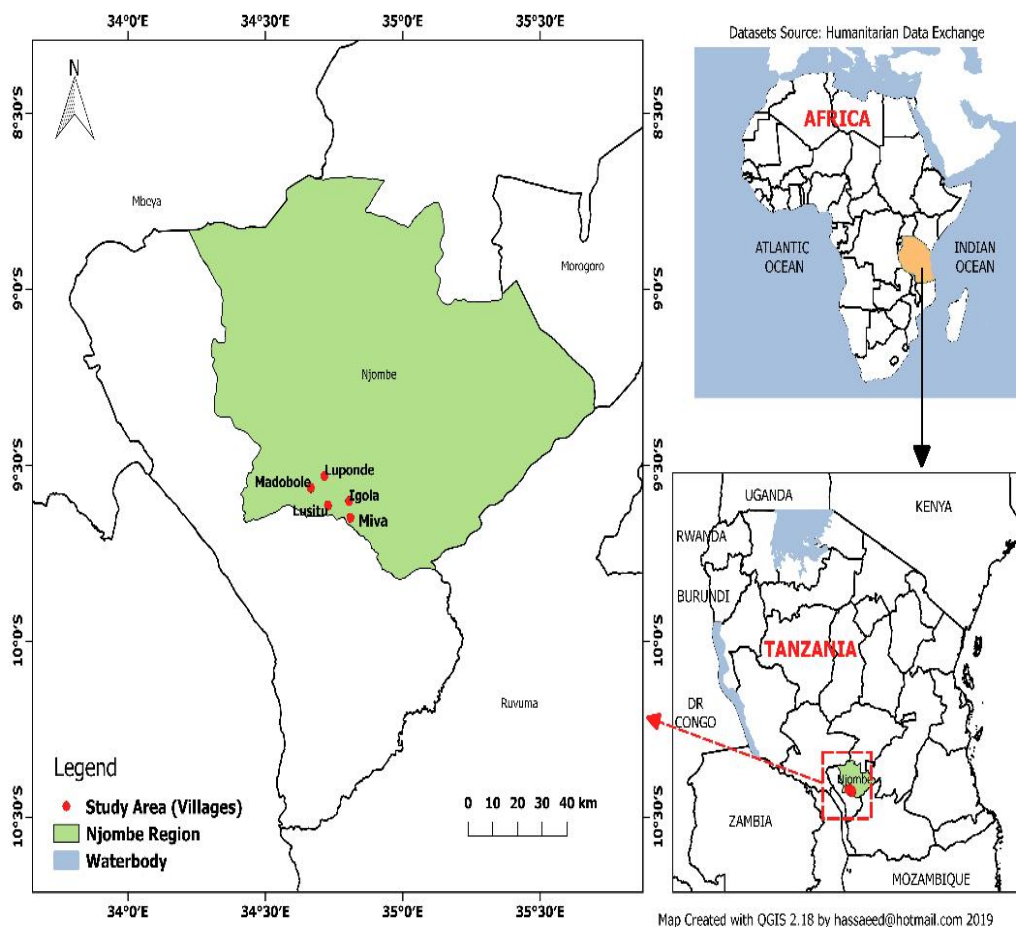 34°0'E 34°30'E 35°0'E 35°30'E
N
8°30'S
9°0'S
9°30'S
10°0'S
10°30'S
Mbeya
Morogoro
Njombe
Luponde
Madobole
Igola
Lusitu
Miva
Ruvuma
Legend
Study Area (Villages)
Njombe Region
Waterbody
0 10 20 30 40 km
34°0'E 34°30'E 35°0'E 35°30'E
8°30'S
9°0'S
9°30'S
10°0'S
10°30'S
Datasets Source: Humanitarian Data Exchange
AFRICA
ATLANTIC
OCEAN
INDIAN
OCEAN
UGANDA
KENYA
RWANDA
BURUNDI
TANZANIA
DR
CONGO
Njombe
ZAMBIA
MOZAMBIQUE
Map Created with QGIS 2.18 by hassaeed@hotmail.com 2019